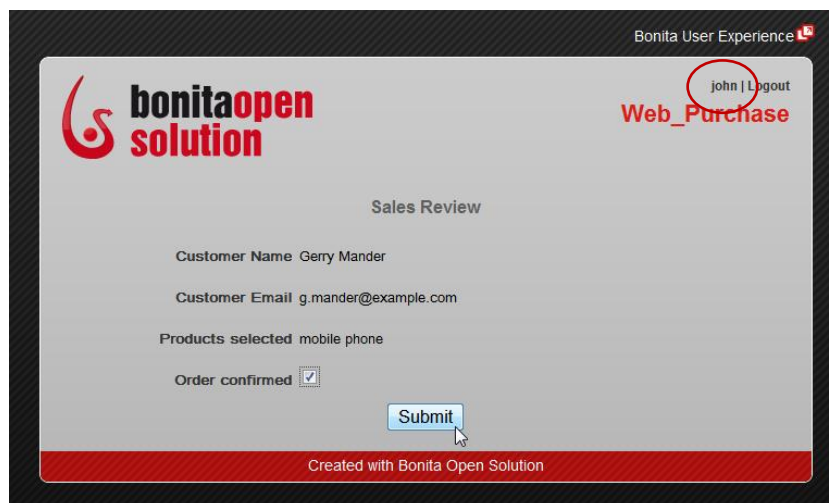 Bonita User Experience
john | Logout
bonitaopen
solution
Web_Purchase
Sales Review
Customer Name Gerry Mander
Customer Email g.mander@example.com
Products selected mobile phone
Order confirmed
Submit
Created with Bonita Open Solution